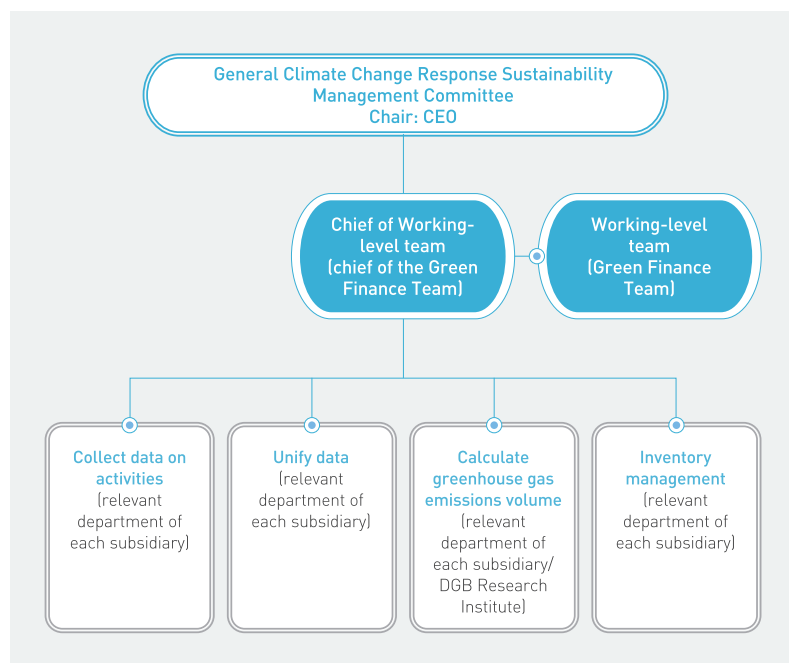 General Climate Change Response Sustainability
Management Committee
Chair: CEO
Chief of Working-
level team
(chief of the Green
Finance Team)
Working-level
team
(Green Finance
Team)
Collect data on
activities
(relevant
department of
each subsidiary)
Unify data
(relevant
department of
each subsidiary)
Calculate
greenhouse gas
emissions volume
(relevant
department of
each subsidiary/
DGB Research
Institute)
Inventory
management
(relevant
department of
each subsidiary)